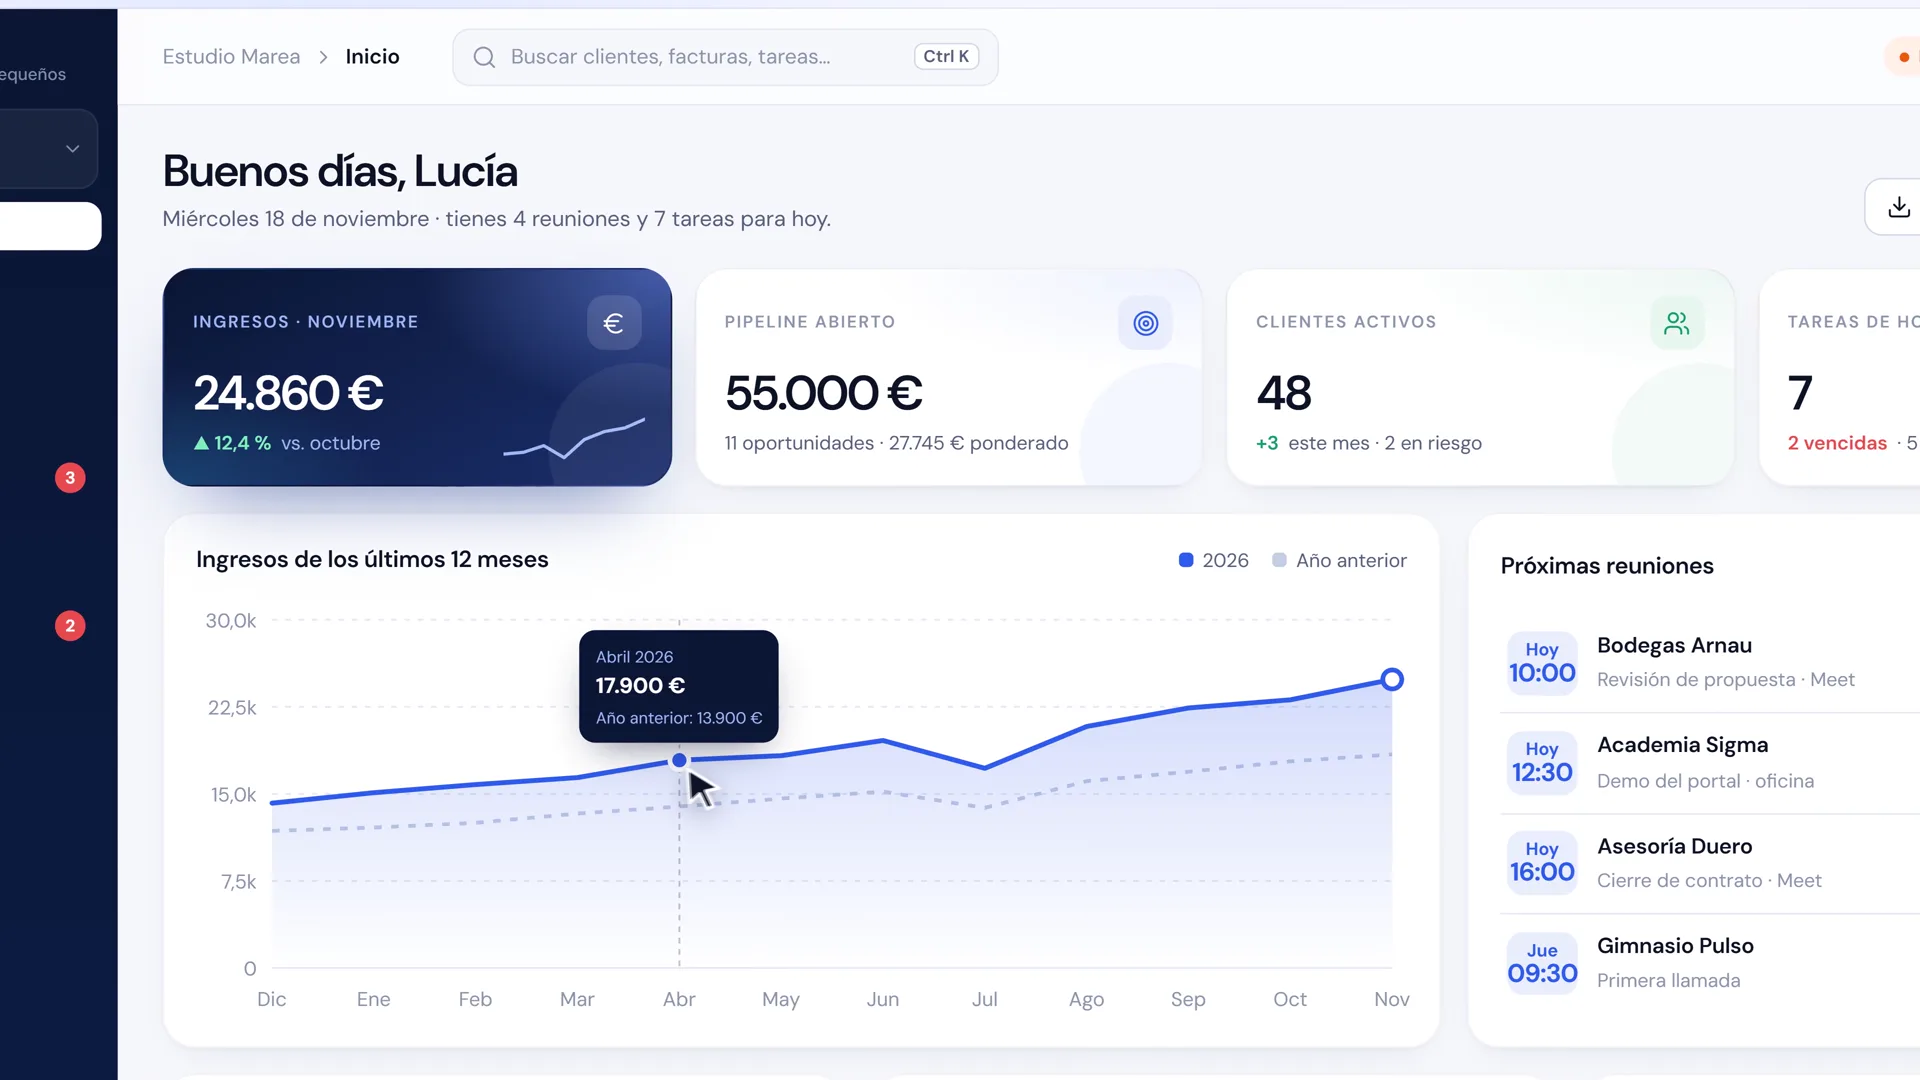 equeños
3
2
Estudio Marea
Inicio
Buscar clientes, facturas, tareas...
Ctrl K
Buenos días, Lucía
Miércoles 18 de noviembre · tienes 4 reuniones y 7 tareas para hoy.
INGRESOS · NOVIEMBRE
€
24.860 €
▲ 12,4 % vs. octubre
PIPELINE ABIERTO
55.000 €
11 oportunidades · 27.745 € ponderado
CLIENTES ACTIVOS
48
+3 este mes · 2 en riesgo
TAREAS DE HO
7
2 vencidas · 5
Ingresos de los últimos 12 meses
2026
Año anterior
30,0k
22,5k
15,0k
7,5k
0
Abril 2026
17.900 €
Año anterior: 13.900 €
Dic Ene Feb Mar Abr May Jun Jul Ago Sep Oct Nov
Próximas reuniones
Hoy
10:00
Bodegas Arnau
Revisión de propuesta · Meet
Hoy
12:30
Academia Sigma
Demo del portal · oficina
Hoy
16:00
Asesoría Duero
Cierre de contrato · Meet
Jue
09:30
Gimnasio Pulso
Primera llamada